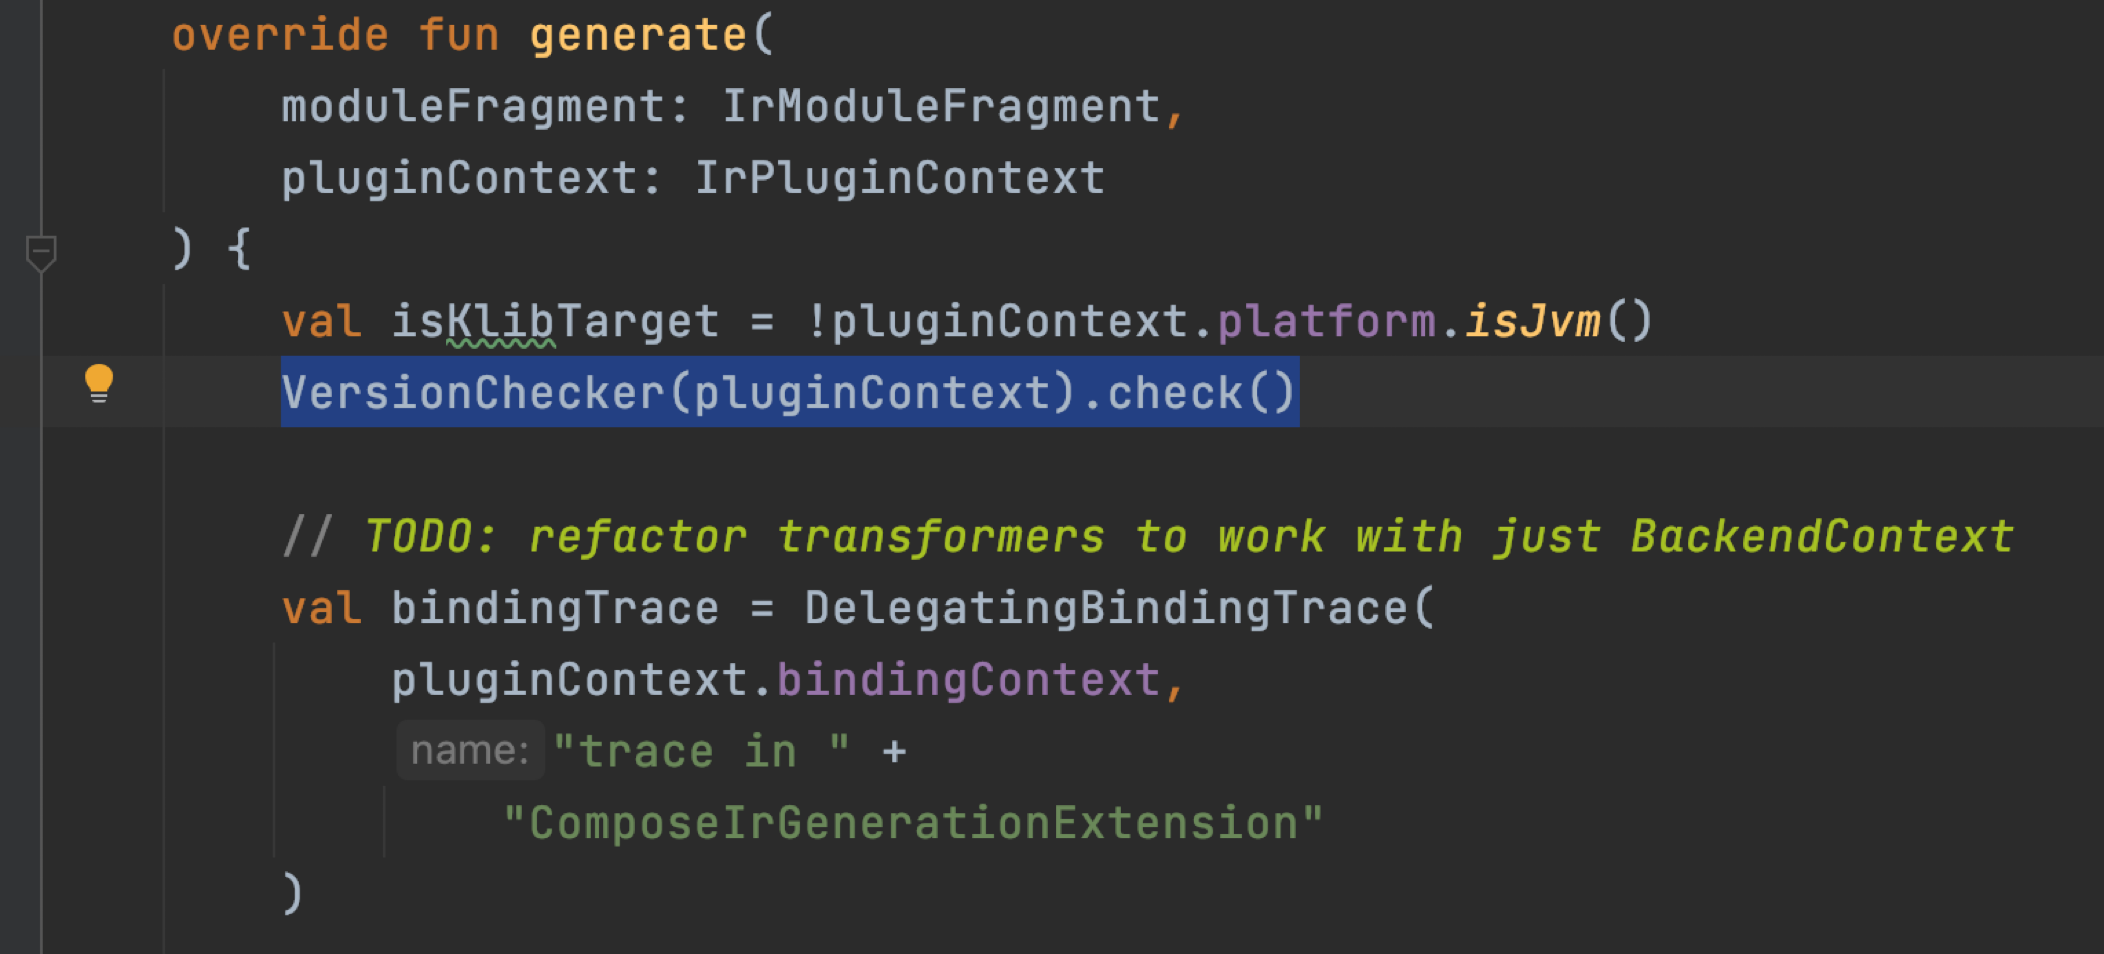 override fun generate(
moduleFragment: IrModuleFragment,
pluginContext: IrPluginContext
) {
val isKlibTarget = !pluginContext.platform.isJvm()
VersionChecker(pluginContext).check()
// TODO: refactor transformers to work with just BackendContext
val bindingTrace = DelegatingBindingTrace(
pluginContext.bindingContext,
name: "trace in " +
"ComposeIrGenerationExtension"
)